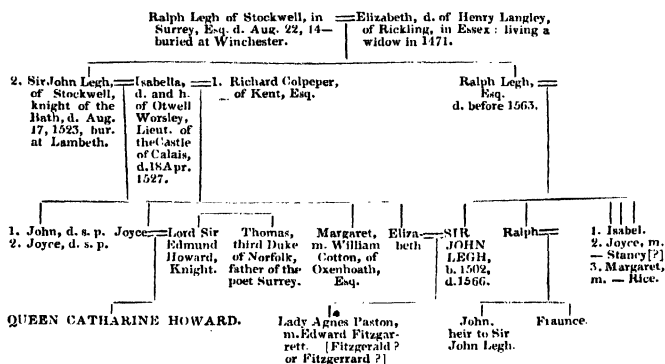 Ralph Legh of Stockwell, in
Surrey, Esq. d. Aug. 22, 14—
buried at Winchester.
Elizabeth, d. of Henry Langley,
of Rickling, in Essex: living a
widow in 1471.
2. Sir John Legh,
of Stockwell,
knight of the
Bath, d. Aug.
17, 1523, bur.
at Lambeth.
Isabella,
d. and h.
of Otwell
Worsley,
Lieut. of
the Castle
of Calais,
d. 18 Apr.
1527.
1. Richard Colpeper,
of Kent, Esq.
Ralph Legh,
Esq.
d. before 1563.
1. John, d. s. p.
2. Joyce, d. s. p.
Joyce
Lord Sir
Edmund
Howard,
Knight.
Thomas,
third Duke
of Norfolk,
father of the
poet Surrey.
Margaret,
m. William
Cotton, of
Oxenhoath,
Esq.
Eliza-
beth
SIR
JOHN
LEGH,
b. 1502,
d. 1566.
Ralph
1. Isabel.
2. Joyce, m.
— Stancy [?]
3. Margaret,
m. — Rice.
QUEEN CATHARINE HOWARD.
Lady Agnes Paston,
m. Edward Fitzgar-
rett. [Fitzgerald?
or Fitzgerrard?]
John,
heir to Sir
John Legh.
Fraunce.